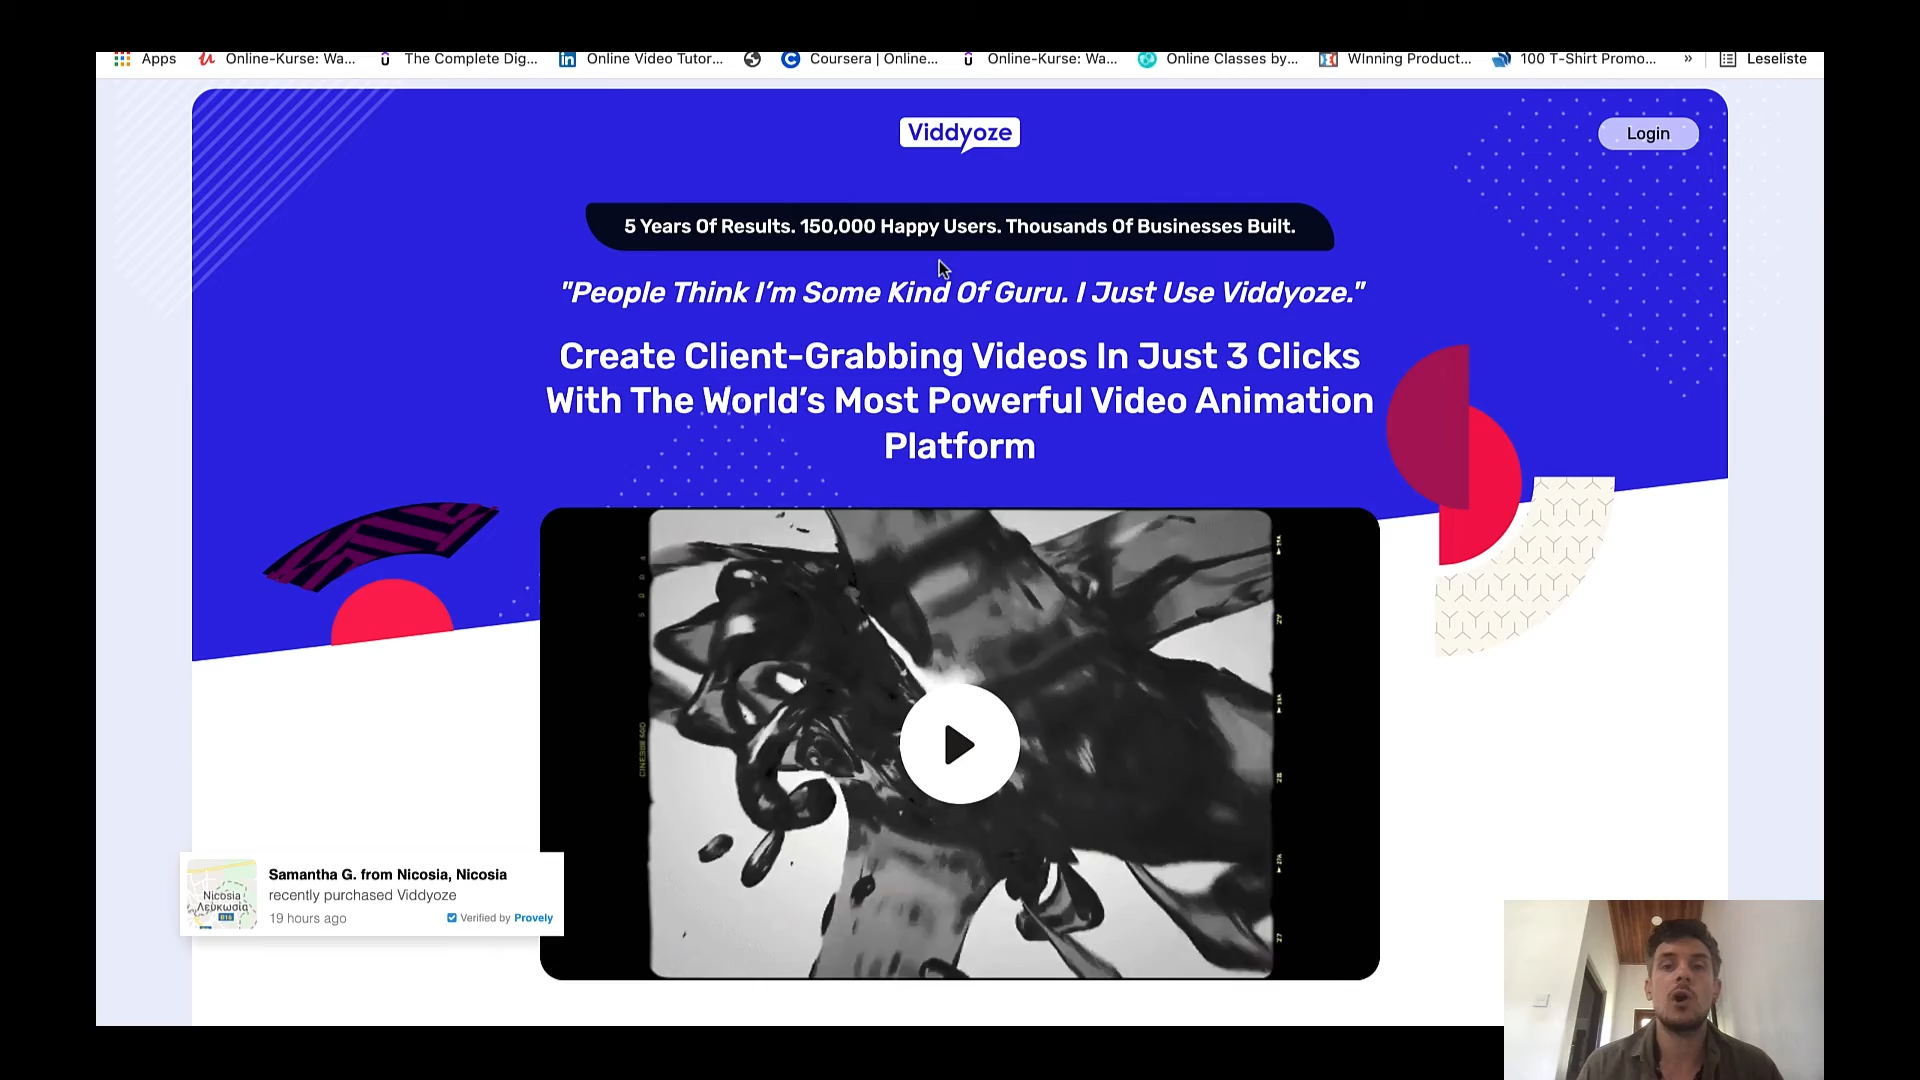 Apps Online-Kurse: Wa... The Complete Dig... Online Video Tutor... Coursera | Online... Online-Kurse: Wa... Online Classes by... WInning Product... 100 T-Shirt Promo... » Leseliste
Viddyoze
Login
5 Years Of Results. 150,000 Happy Users. Thousands Of Businesses Built.
"People Think I’m Some Kind Of Guru. I Just Use Viddyoze."
Create Client-Grabbing Videos In Just 3 Clicks
With The World’s Most Powerful Video Animation
Platform
Samantha G. from Nicosia, Nicosia
recently purchased Viddyoze
19 hours ago
Verified by Provely
Nicosia
Λευκωσία